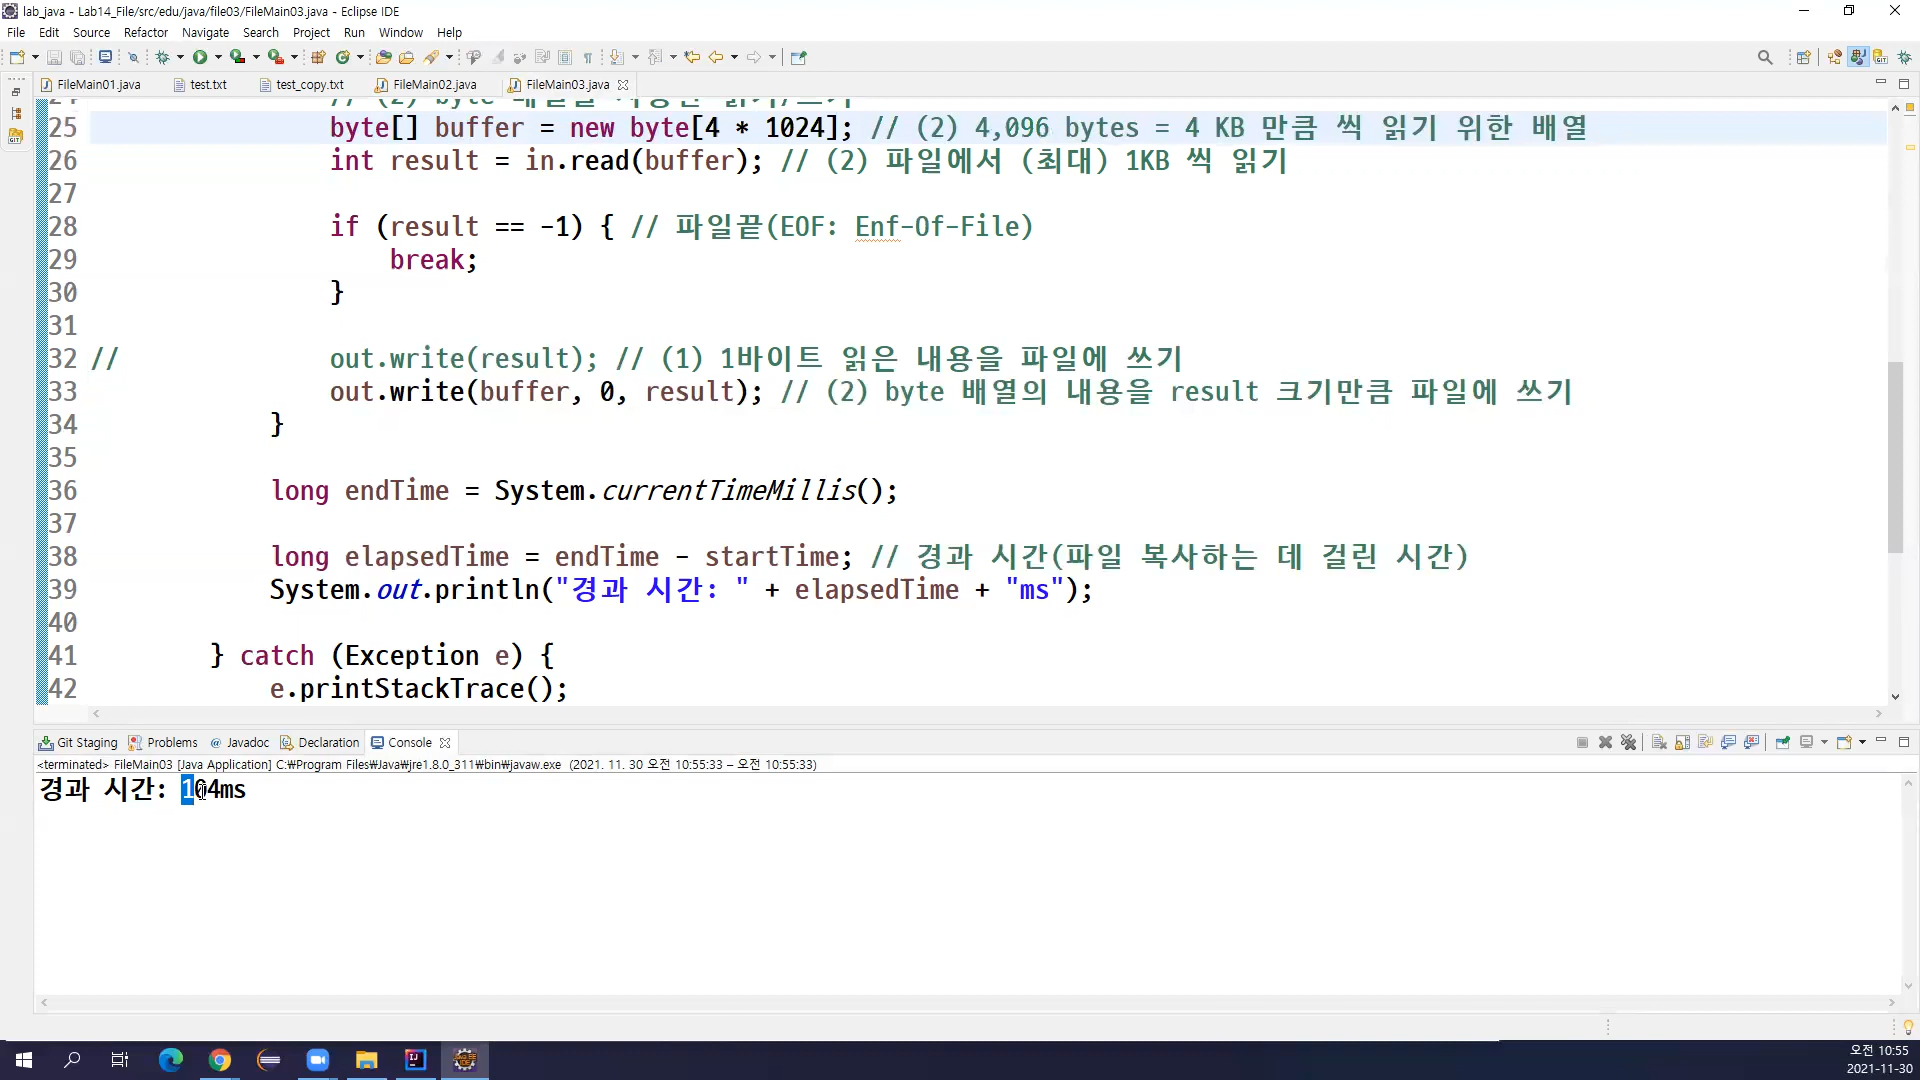 lab_java - Lab14_File/src/edu/java/file03/FileMain03.java - Eclipse IDE
File Edit Source Refactor Navigate Search Project Run Window Help
FileMain01.java test.txt test_copy.txt FileMain02.java FileMain03.java
25 byte[] buffer = new byte[4 * 1024]; // (2) 4,096 bytes = 4 KB 만큼 씩 읽기 위한 배열
26 int result = in.read(buffer); // (2) 파일에서 (최대) 1KB 씩 읽기
27
28 if (result == -1) { // 파일끝(EOF: Enf-Of-File)
29 break;
30 }
31
32 // out.write(result); // (1) 1바이트 읽은 내용을 파일에 쓰기
33 out.write(buffer, 0, result); // (2) byte 배열의 내용을 result 크기만큼 파일에 쓰기
34 }
35
36 long endTime = System.currentTimeMillis();
37
38 long elapsedTime = endTime - startTime; // 경과 시간(파일 복사하는 데 걸린 시간)
39 System.out.println("경과 시간: " + elapsedTime + "ms");
40
41 } catch (Exception e) {
42 e.printStackTrace();
Git Staging Problems @ Javadoc Declaration Console
<terminated> FileMain03 [Java Application] C:₩Program Files₩Java₩jre1.8.0_311₩bin₩javaw.exe (2021. 11. 30 오전 10:55:33 – 오전 10:55:33)
경과 시간: 104ms
오전 10:55
2021-11-30